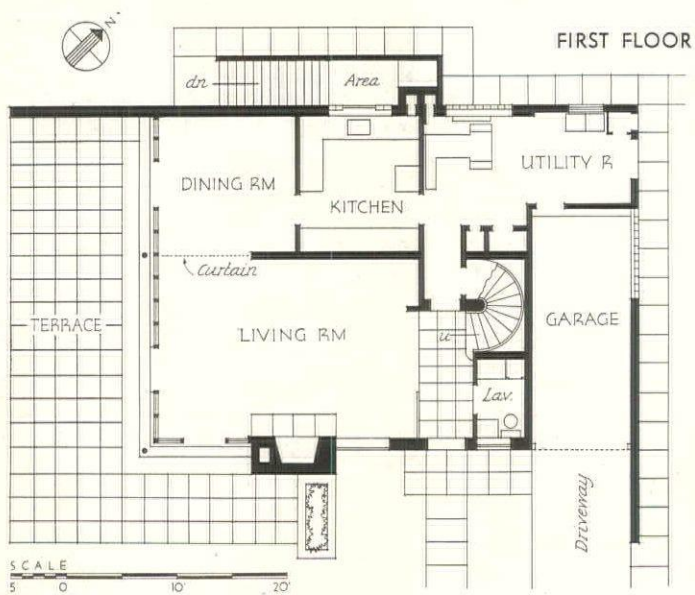 N.
FIRST FLOOR
dn
Area
DINING RM
KITCHEN
UTILITY R
Curtain
TERRACE
LIVING RM
u
GARAGE
Lav.
Driveway
SCALE
5 0 10' 20'